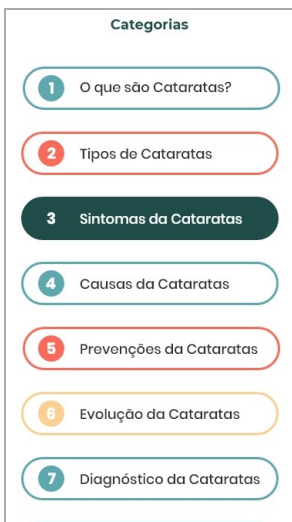 Categorias
1 O que são Cataratas?
2 Tipos de Cataratas
3 Sintomas da Cataratas
4 Causas da Cataratas
5 Prevenções da Cataratas
6 Evolução da Cataratas
7 Diagnóstico da Cataratas